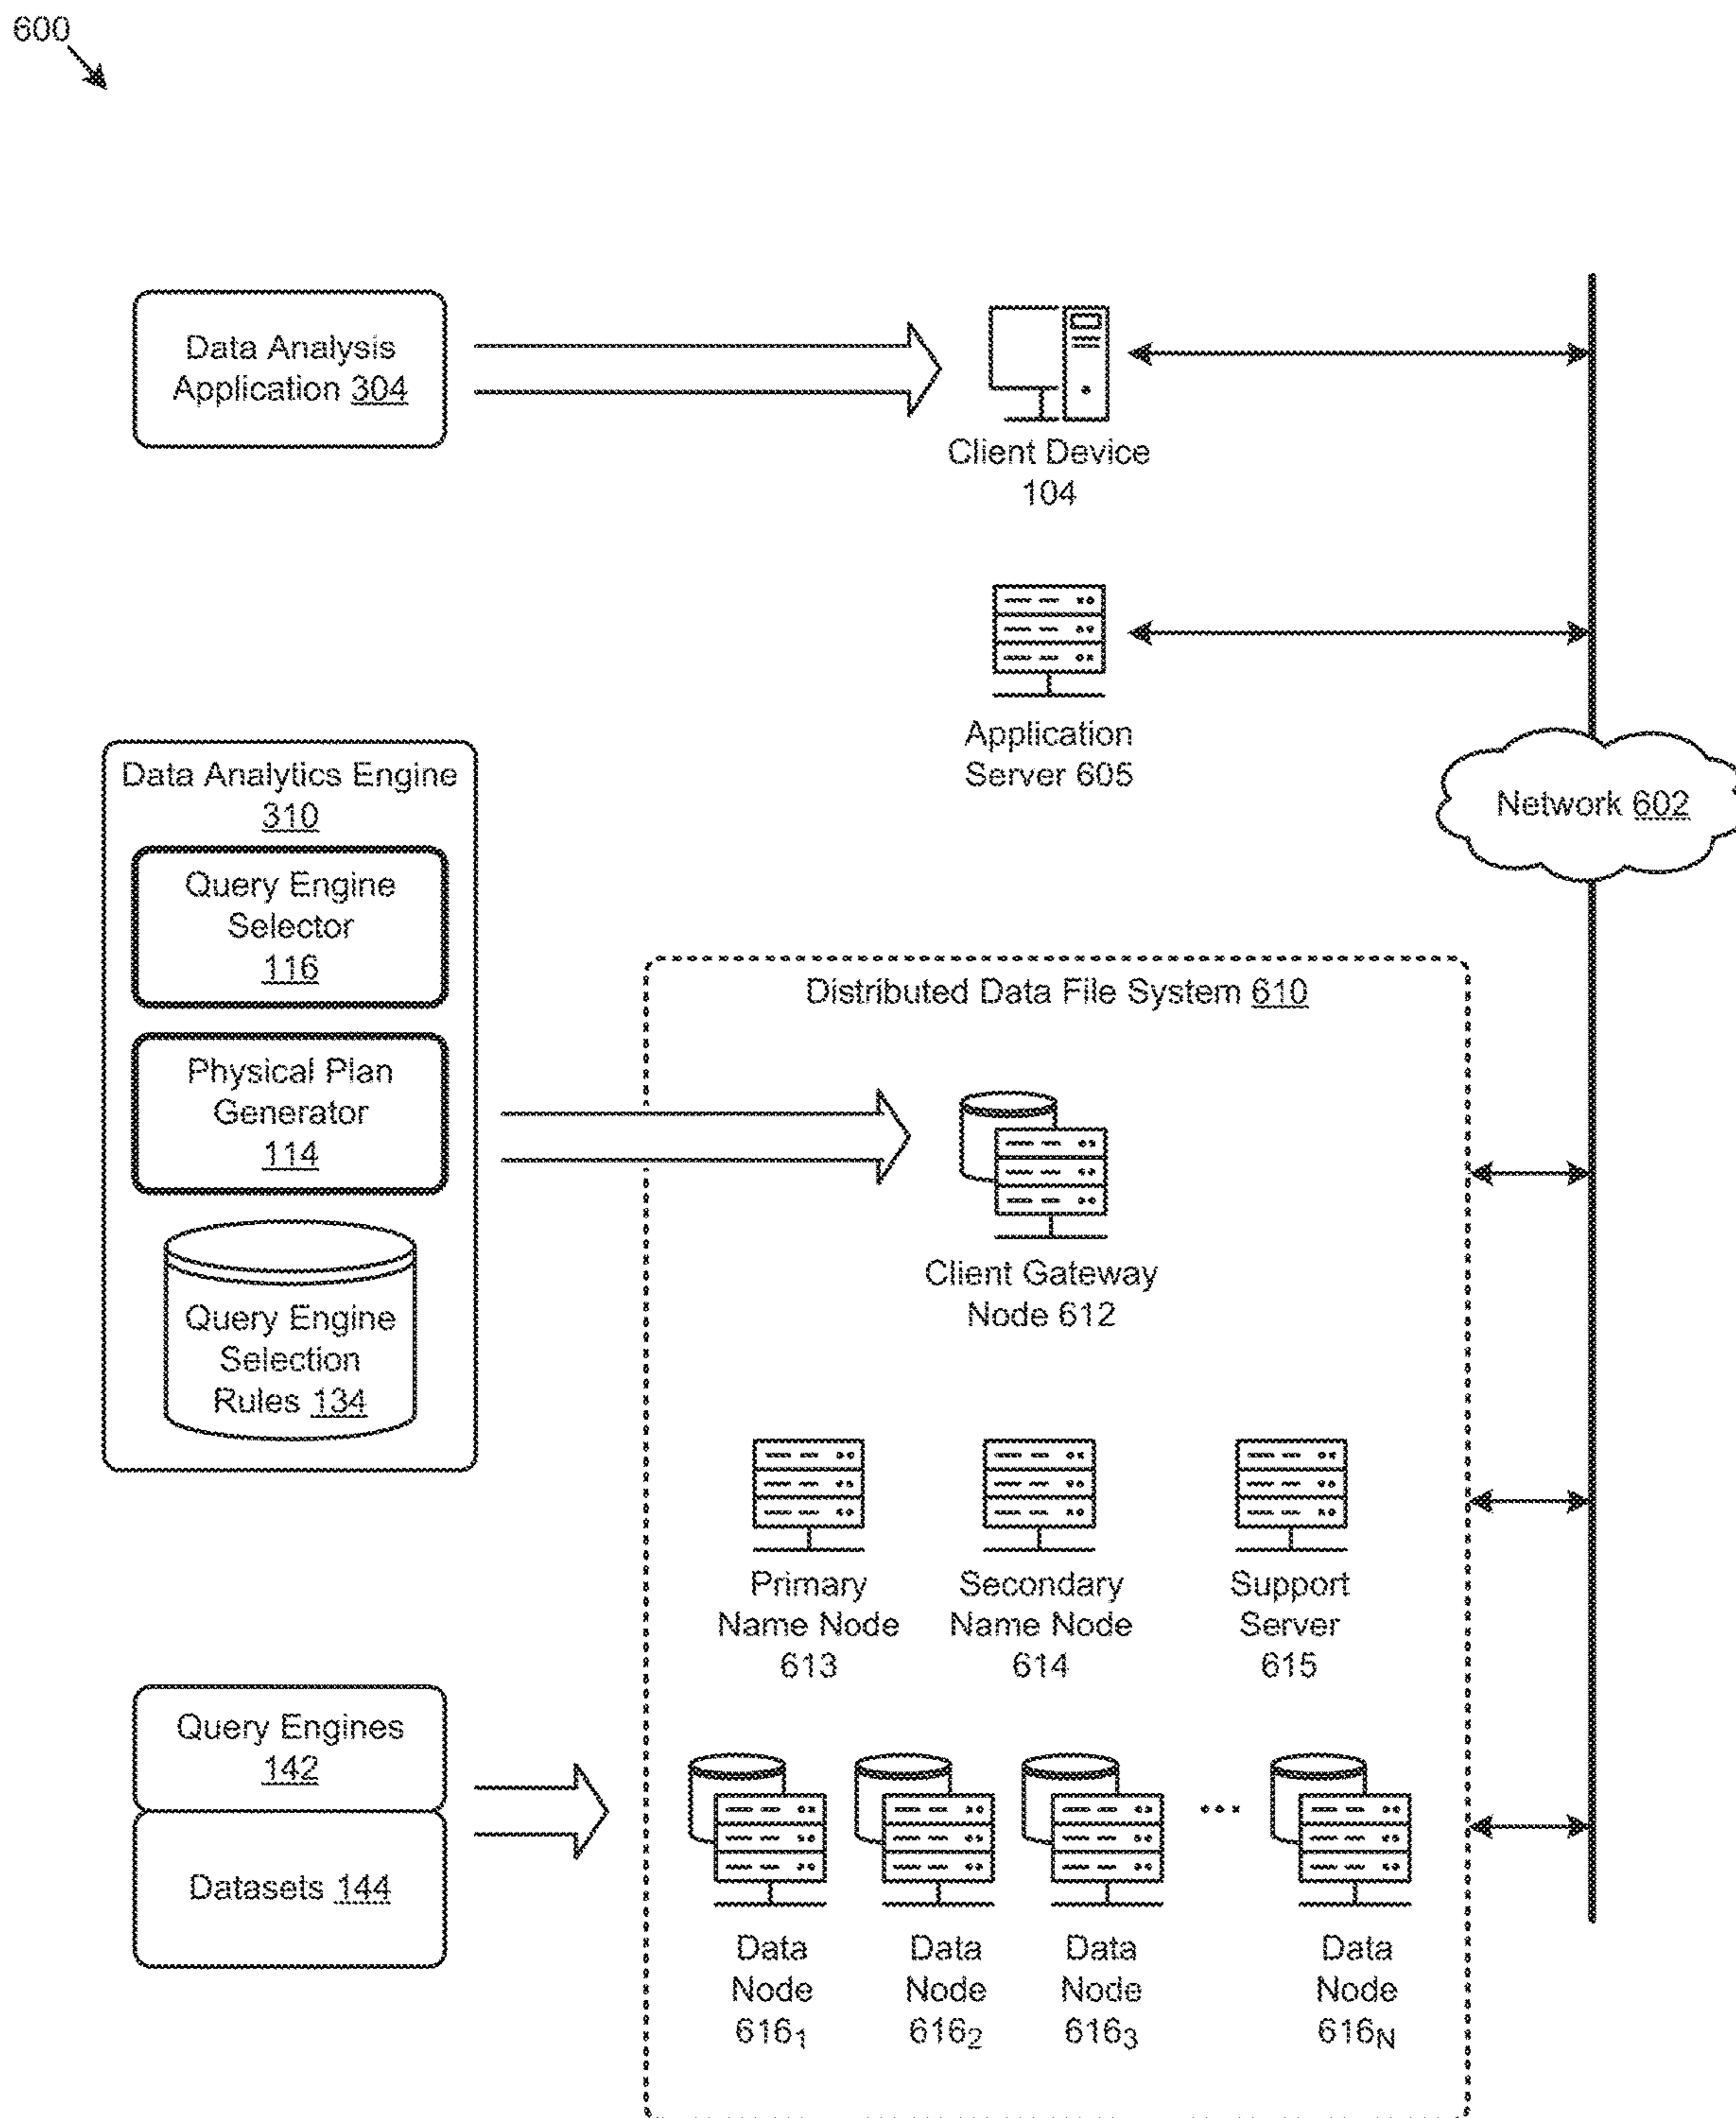 600
Data Analysis
Application 304
Client Device
104
Application
Server 605
Network 602
Data Analytics Engine
310
Query Engine
Selector
116
Physical Plan
Generator
114
Query Engine
Selection
Rules 134
Distributed Data File System 610
Client Gateway
Node 612
Primary
Name Node
613
Secondary
Name Node
614
Support
Server
615
Query Engines
142
Datasets 144
Data
Node
616₁
Data
Node
616₂
Data
Node
616₃
Data
Node
616N